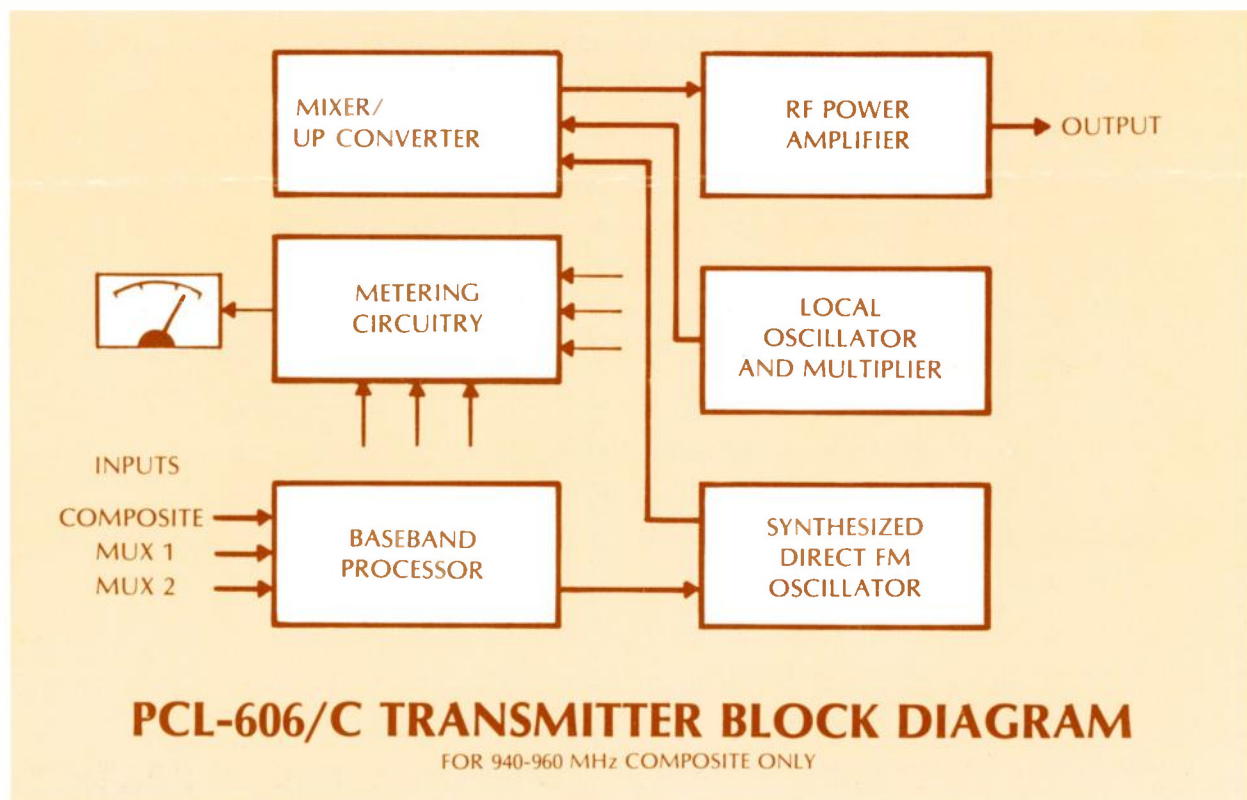 MIXER/
UP CONVERTER
RF POWER
AMPLIFIER
OUTPUT
METERING
CIRCUITRY
LOCAL
OSCILLATOR
AND MULTIPLIER
INPUTS
COMPOSITE
MUX 1
MUX 2
BASEBAND
PROCESSOR
SYNTHESIZED
DIRECT FM
OSCILLATOR
PCL-606/C TRANSMITTER BLOCK DIAGRAM
FOR 940-960 MHz COMPOSITE ONLY